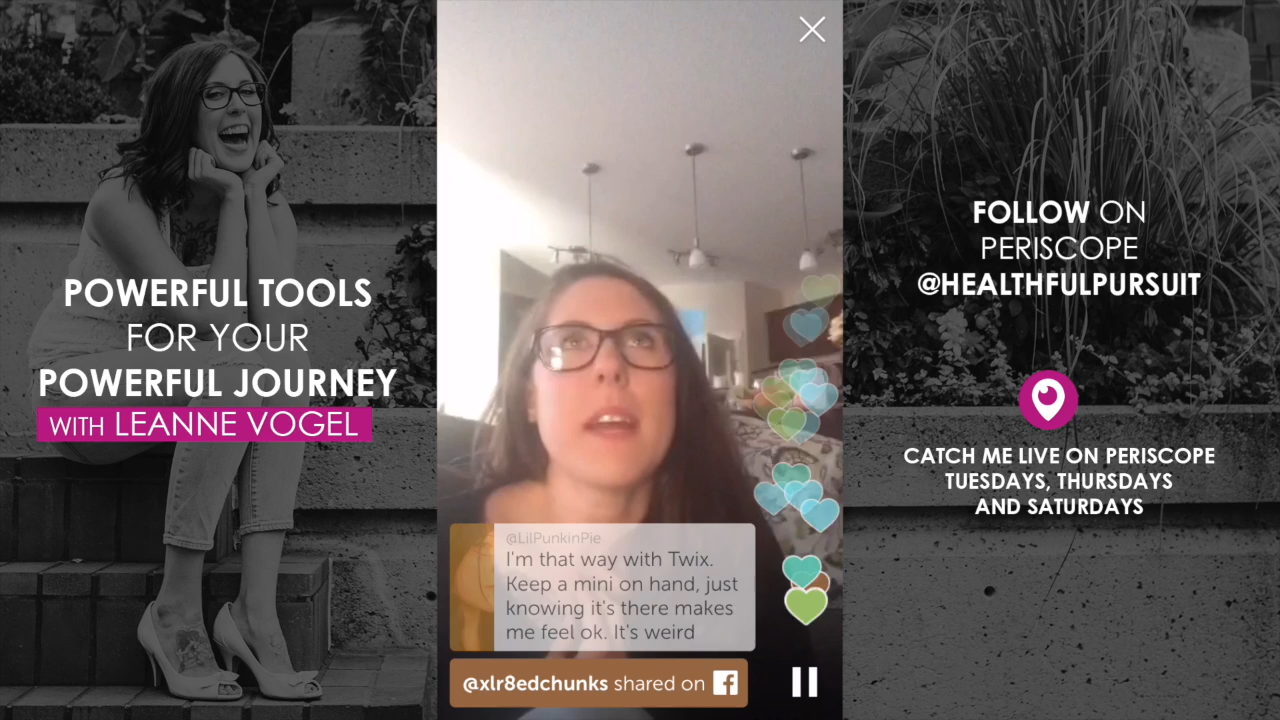 POWERFUL TOOLS
FOR YOUR
POWERFUL JOURNEY
WITH LEANNE VOGEL
@LilPunkinPie
I'm that way with Twix.
Keep a mini on hand, just
knowing it's there makes
me feel ok. It's weird
@xlr8edchunks shared on
FOLLOW ON
PERISCOPE
@HEALTHFULPURSUIT
CATCH ME LIVE ON PERISCOPE
TUESDAYS, THURSDAYS
AND SATURDAYS